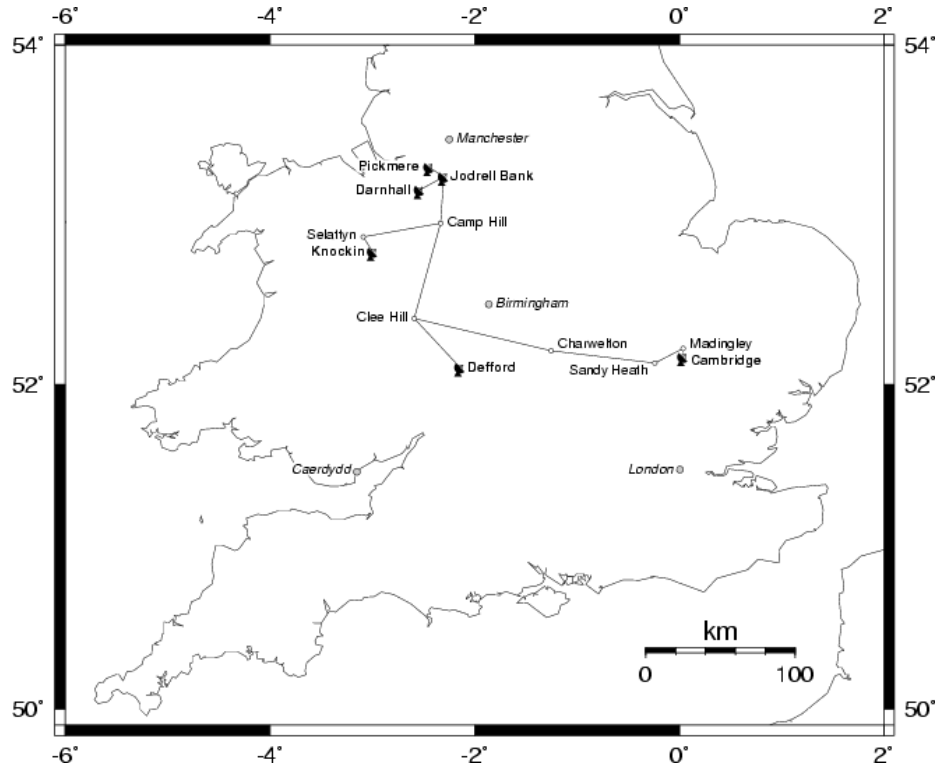 -6° -4° -2° 0° 2°
54° 54°
Manchester
Pickmere
Jodrell Bank
Darnhall
Camp Hill
Selattyn
Knockin
Birmingham
Clee Hill
Charwelton
Madingley
Cambridge
Sandy Heath
Defford
52° 52°
Caerdydd
London
km
0 100
50° 50°
-6° -4° -2° 0° 2°